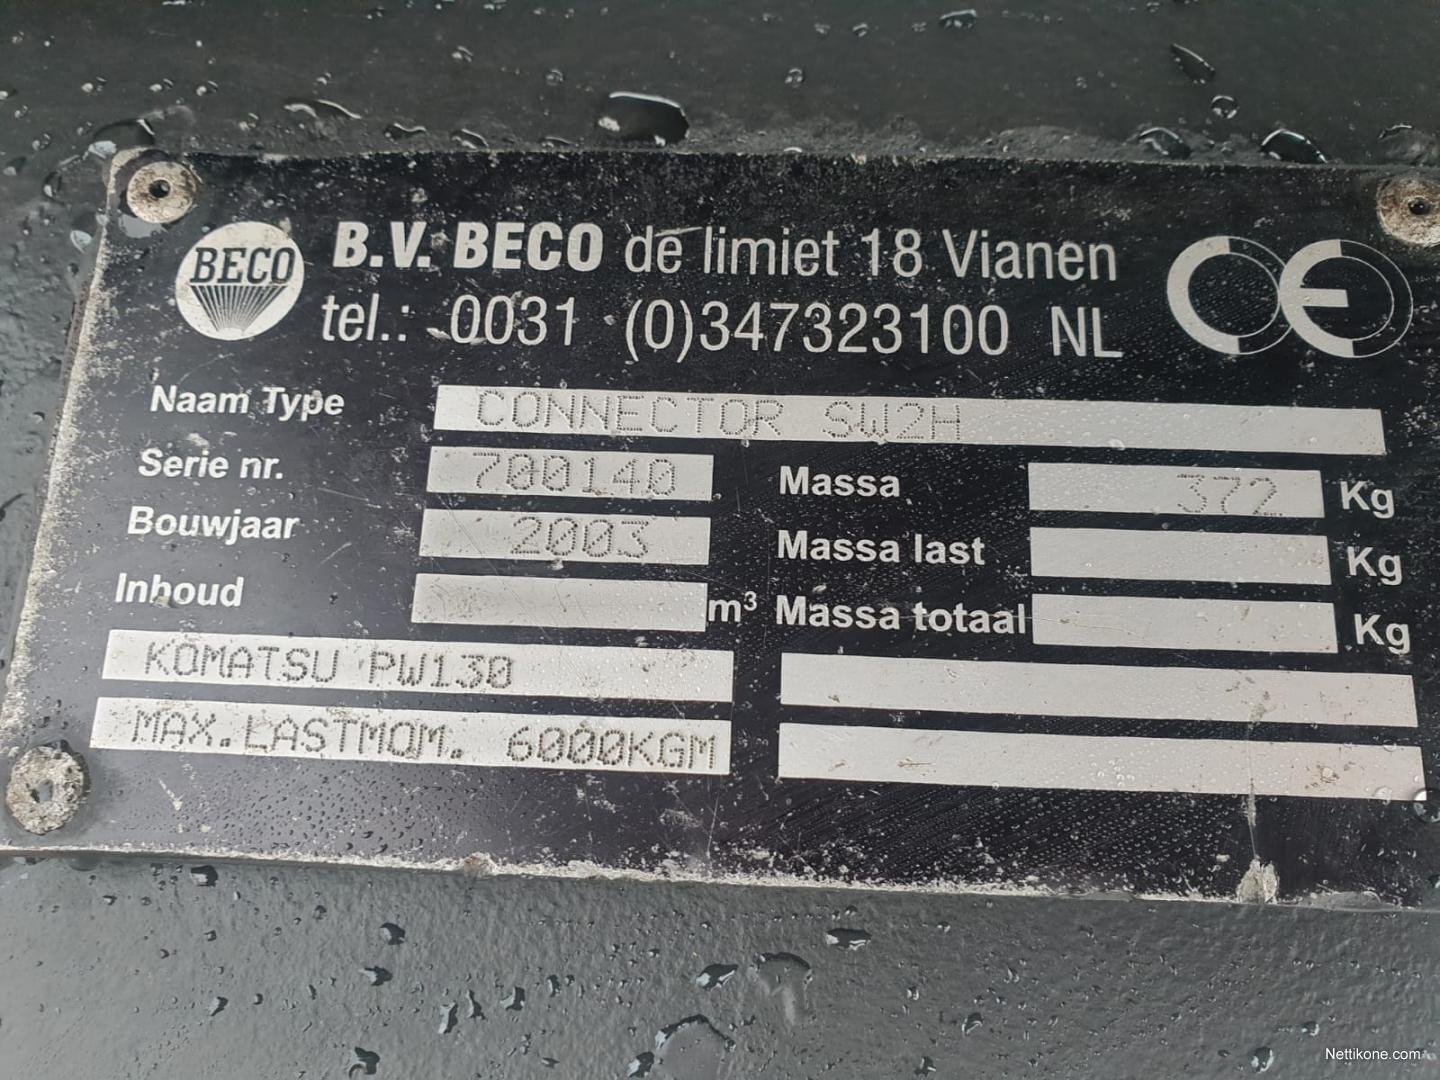 BECO B.V. BECO de limiet 18 Vianen CE
tel.: 0031 (0)347323100 NL
Naam Type CONNECTOR SW2H
Serie nr. 700140 Massa 372 Kg
Bouwjaar 2003 Massa last Kg
Inhoud m³ Massa totaal Kg
KOMATSU PW130
MAX.LASTMOM. 6000KGM
Nettikone.com